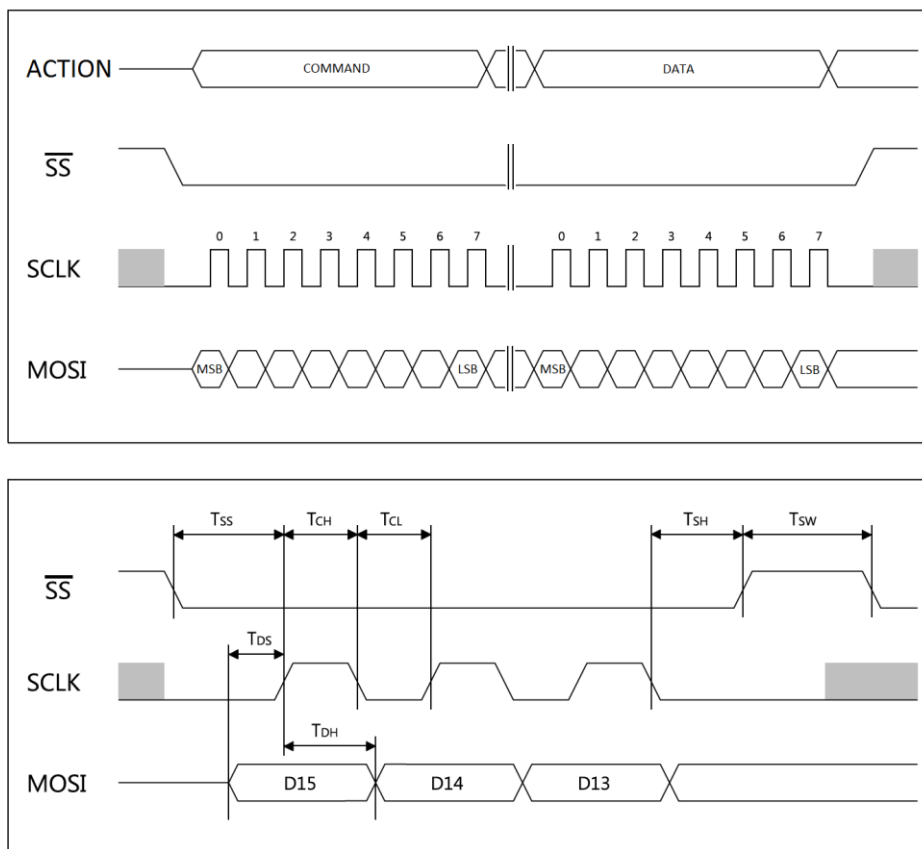 ACTION COMMAND DATA
SS
0 1 2 3 4 5 6 7 0 1 2 3 4 5 6 7
SCLK
MOSI MSB LSB MSB LSB
TSS TCH TCL TSH TSW
SS
TDS
SCLK
TDH
MOSI D15 D14 D13